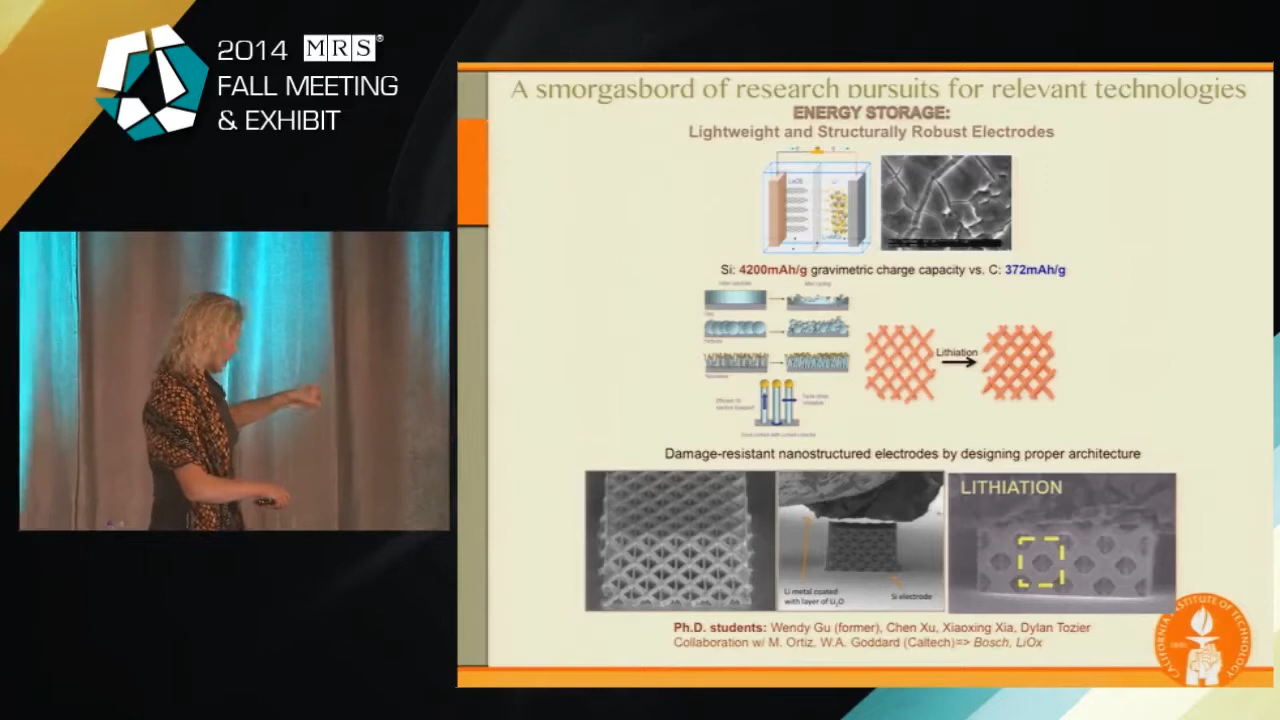 2014 MRS®
FALL MEETING
& EXHIBIT
A smorgasbord of research pursuits for relevant technologies
ENERGY STORAGE:
Lightweight and Structurally Robust Electrodes
Si: 4200mAh/g gravimetric charge capacity vs. C: 372mAh/g
Lithiation
Damage-resistant nanostructured electrodes by designing proper architecture
Li metal coated
with layer of Li₂O
Si electrode
LITHIATION
Ph.D. students: Wendy Gu (former), Chen Xu, Xiaoxing Xia, Dylan Tozier
Collaboration w/ M. Ortiz, W.A. Goddard (Caltech)=> Bosch, LiOx
CALIFORNIA INSTITUTE OF TECHNOLOGY